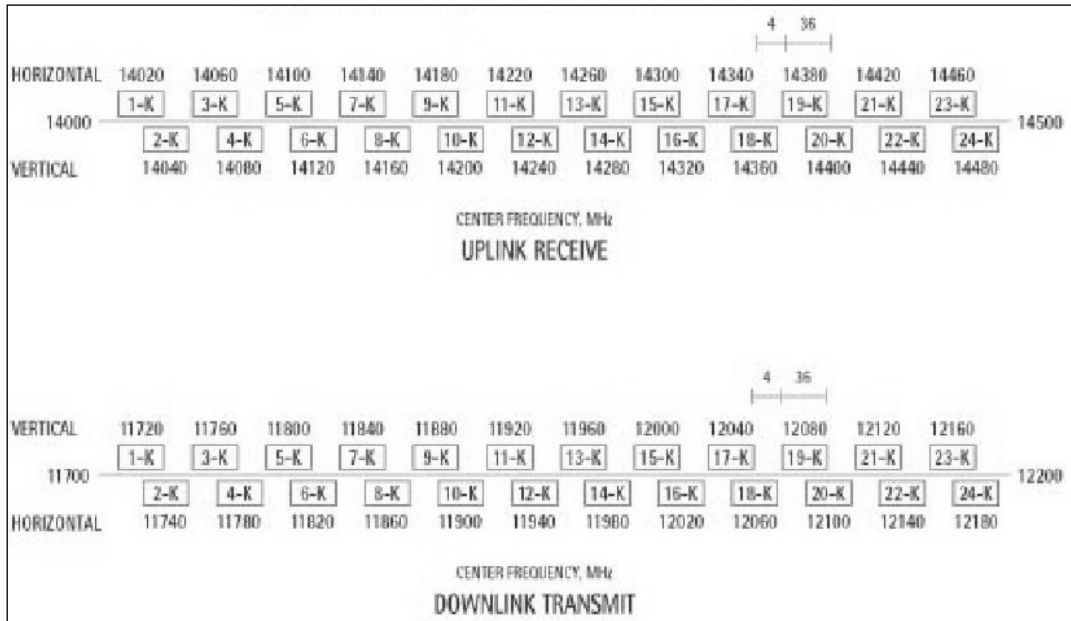 4 36
HORIZONTAL 14020 14060 14100 14140 14180 14220 14260 14300 14340 14380 14420 14460
1-K 3-K 5-K 7-K 9-K 11-K 13-K 15-K 17-K 19-K 21-K 23-K
14000 14500
2-K 4-K 6-K 8-K 10-K 12-K 14-K 16-K 18-K 20-K 22-K 24-K
VERTICAL 14040 14080 14120 14160 14200 14240 14280 14320 14360 14400 14440 14480
CENTER FREQUENCY, MHz
UPLINK RECEIVE
4 36
VERTICAL 11720 11760 11800 11840 11880 11920 11960 12000 12040 12080 12120 12160
1-K 3-K 5-K 7-K 9-K 11-K 13-K 15-K 17-K 19-K 21-K 23-K
11700 12200
2-K 4-K 6-K 8-K 10-K 12-K 14-K 16-K 18-K 20-K 22-K 24-K
HORIZONTAL 11740 11780 11820 11860 11900 11940 11980 12020 12060 12100 12140 12180
CENTER FREQUENCY, MHz
DOWNLINK TRANSMIT